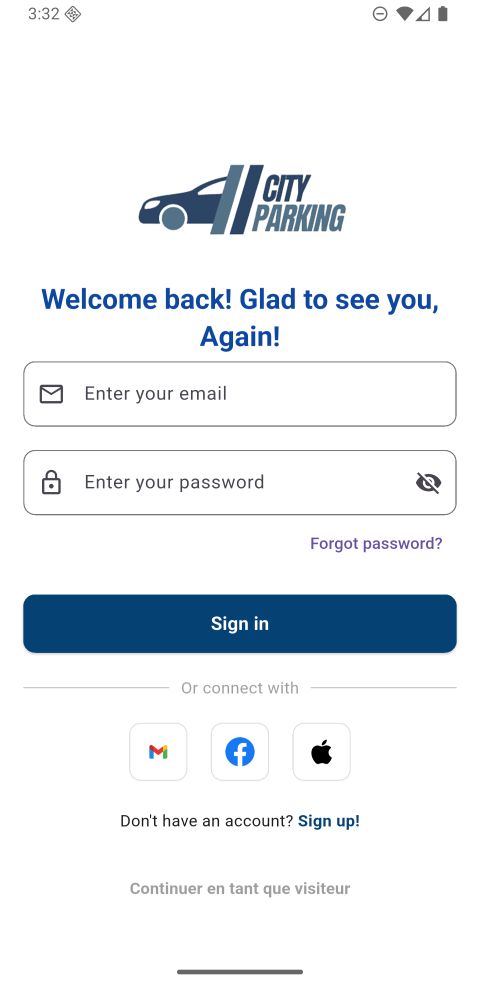 3:32
CITY
PARKING
Welcome back! Glad to see you,
Again!
Enter your email
Enter your password
Forgot password?
Sign in
Or connect with
Don't have an account? Sign up!
Continuer en tant que visiteur